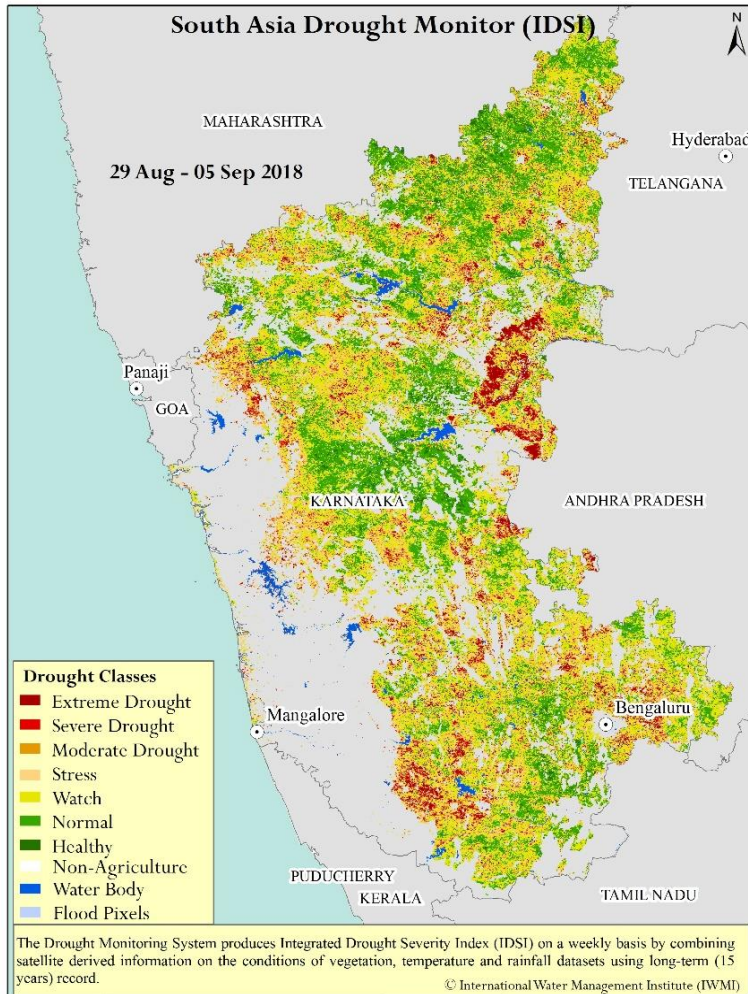 South Asia Drought Monitor (IDSI)
N
MAHARASHTRA
Hyderabad
29 Aug - 05 Sep 2018
TELANGANA
Panaji
GOA
KARNATAKA
ANDHRA PRADESH
Drought Classes
Extreme Drought
Severe Drought
Moderate Drought
Stress
Watch
Normal
Healthy
Non-Agriculture
Water Body
Flood Pixels
Mangalore
Bengaluru
PUDUCHERRY
KERALA
TAMIL NADU
The Drought Monitoring System produces Integrated Drought Severity Index (IDSI) on a weekly basis by combining
satellite derived information on the conditions of vegetation, temperature and rainfall datasets using long-term (15
years) record.
© International Water Management Institute (IWMI)